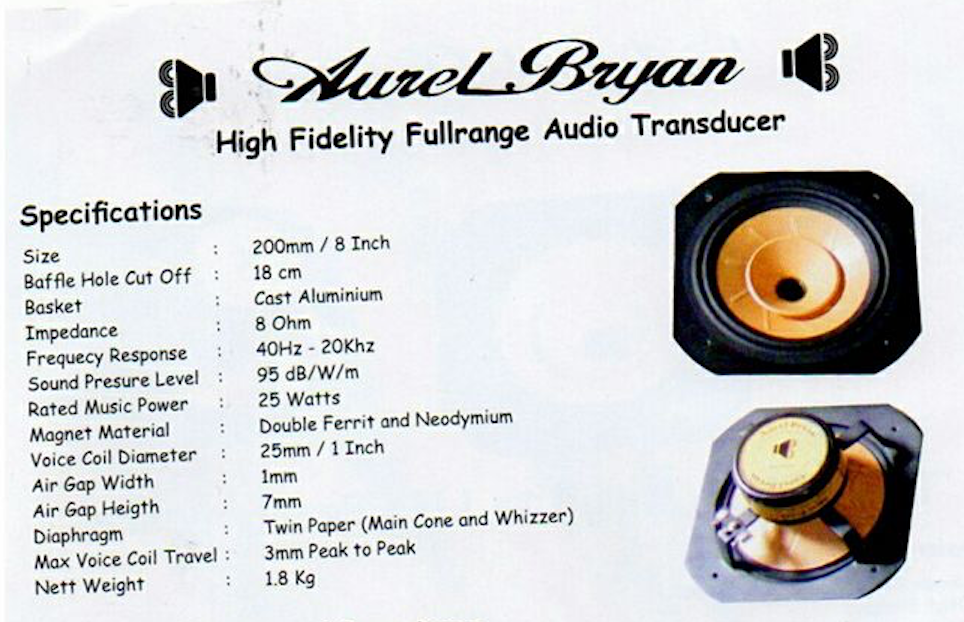 Aurel Bryan
High Fidelity Fullrange Audio Transducer
Specifications
Size : 200mm / 8 Inch
Baffle Hole Cut Off : 18 cm
Basket : Cast Aluminium
Impedance : 8 Ohm
Frequecy Response : 40Hz - 20Khz
Sound Presure Level : 95 dB/W/m
Rated Music Power : 25 Watts
Magnet Material : Double Ferrit and Neodymium
Voice Coil Diameter : 25mm / 1 Inch
Air Gap Width : 1mm
Air Gap Heigth : 7mm
Diaphragm : Twin Paper (Main Cone and Whizzer)
Max Voice Coil Travel : 3mm Peak to Peak
Nett Weight : 1.8 Kg